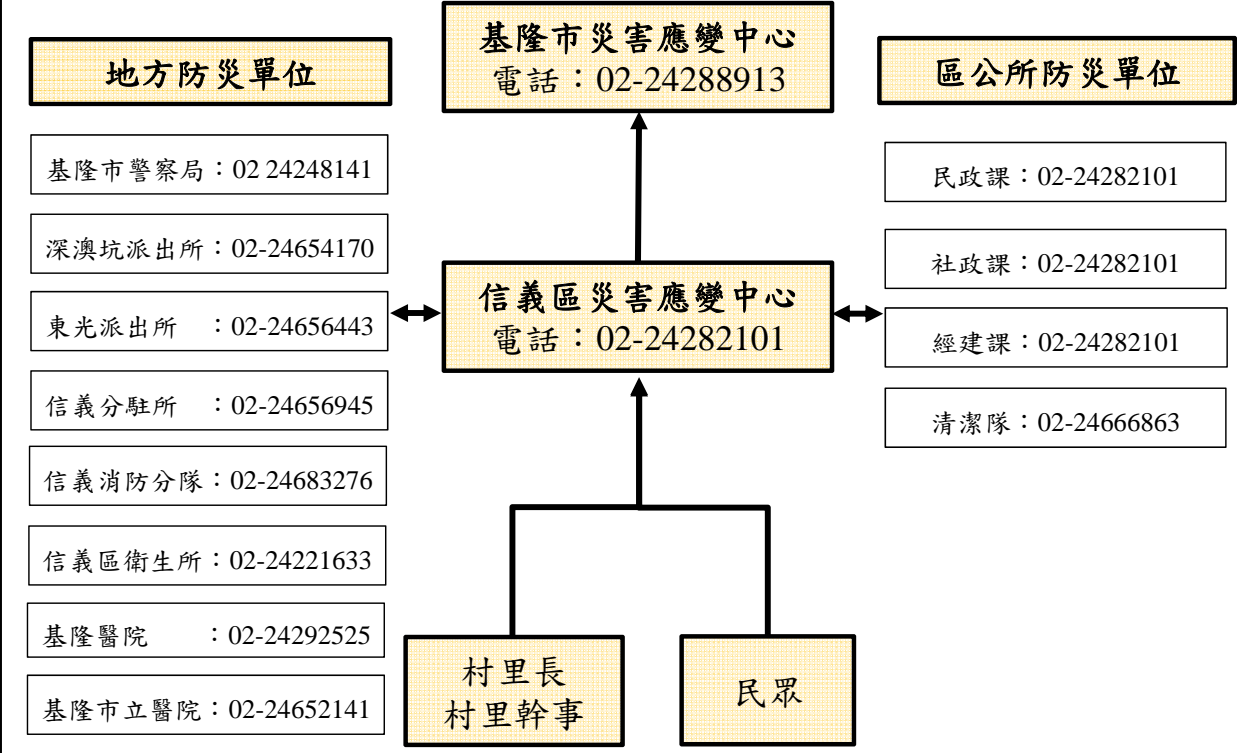 基隆市災害應變中心
電話：02-24288913
地方防災單位
基隆市警察局：02 24248141
深澳坑派出所：02-24654170
東光派出所　：02-24656443
信義分駐所　：02-24656945
信義消防分隊：02-24683276
信義區衛生所：02-24221633
基隆醫院　　：02-24292525
基隆市立醫院：02-24652141
信義區災害應變中心
電話：02-24282101
村里長
村里幹事
民眾
區公所防災單位
民政課：02-24282101
社政課：02-24282101
經建課：02-24282101
清潔隊：02-24666863